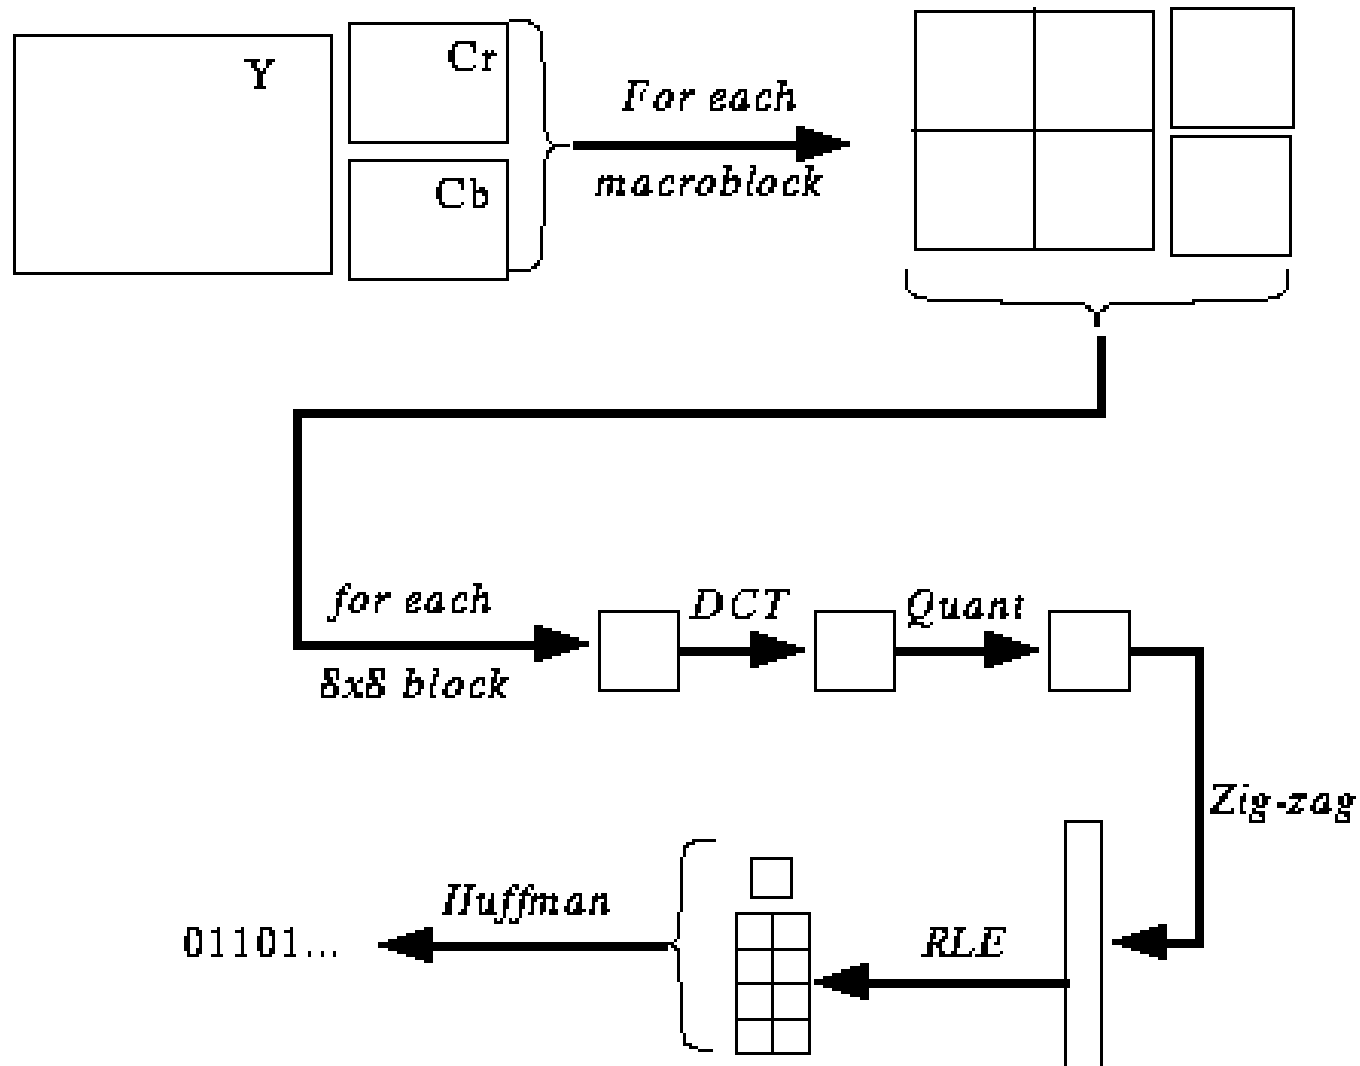 Y
Cr
Cb
For each
macroblock
for each
8x8 block
DCT
Quant
Zig-zag
RLE
Huffman
01101...